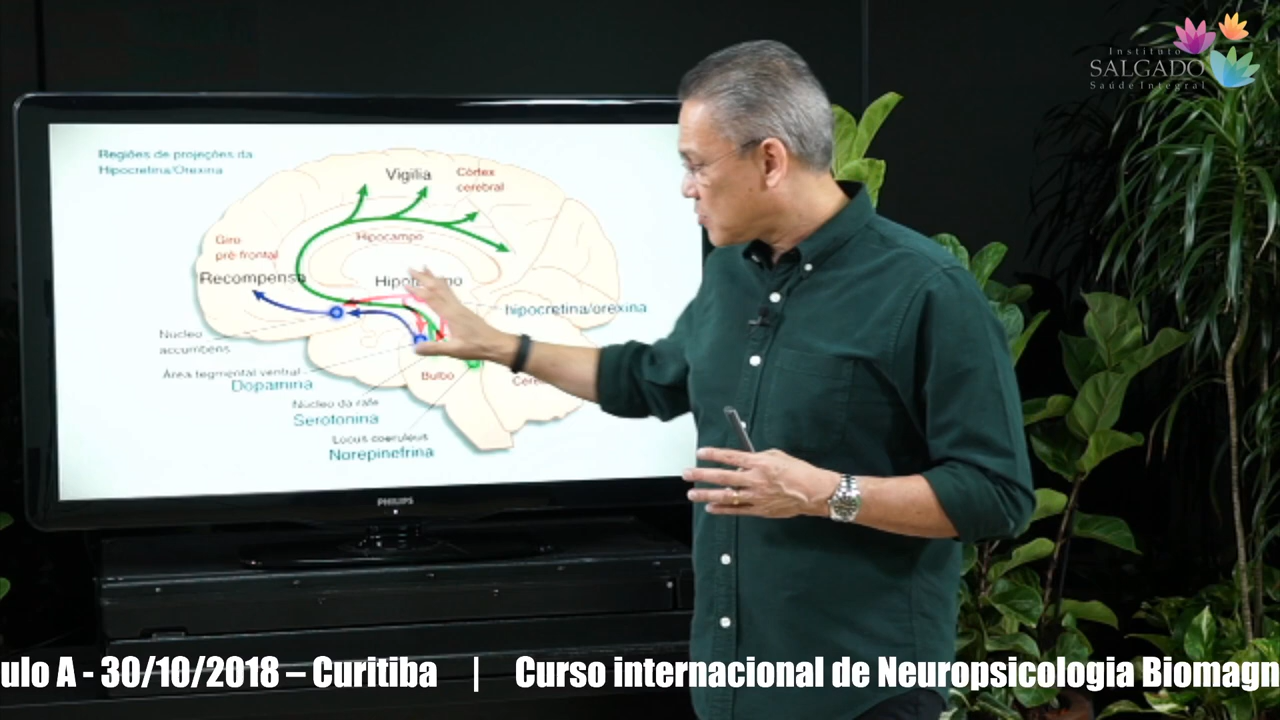 Instituto
SALGADO
Saúde Integral
Regiões de projeções da
Hipocretina/Orexina
Vigília
Córtex
cerebral
Giro
pré frontal
Hipocampo
Recompensa
hipocretina/orexina
Núcleo
accumbens
Área tegmental ventral
Dopamina
Bulbo
Núcleo da rafe
Serotonina
Locus coeruleus
Norepinefrina
PHILIPS
ulo A - 30/10/2018 – Curitiba | Curso internacional de Neuropsicologia Biomagn